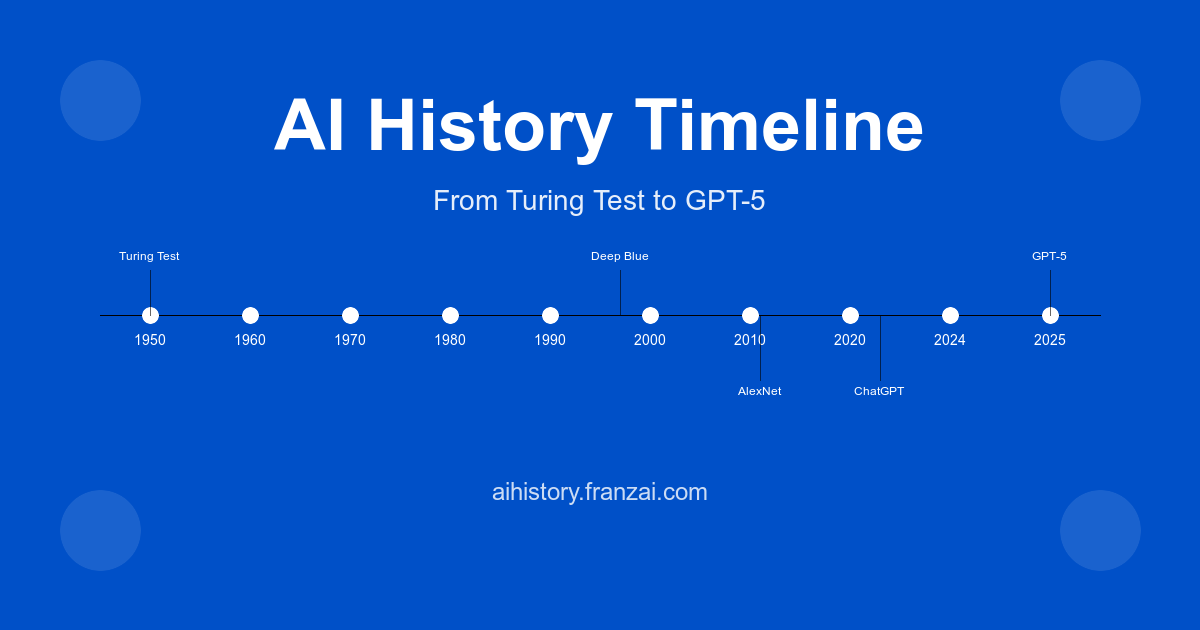 AI History Timeline
From Turing Test to GPT-5
Turing Test Deep Blue GPT-5
1950 1960 1970 1980 1990 2000 2010 2020 2024 2025
AlexNet ChatGPT
aihistory.franzai.com